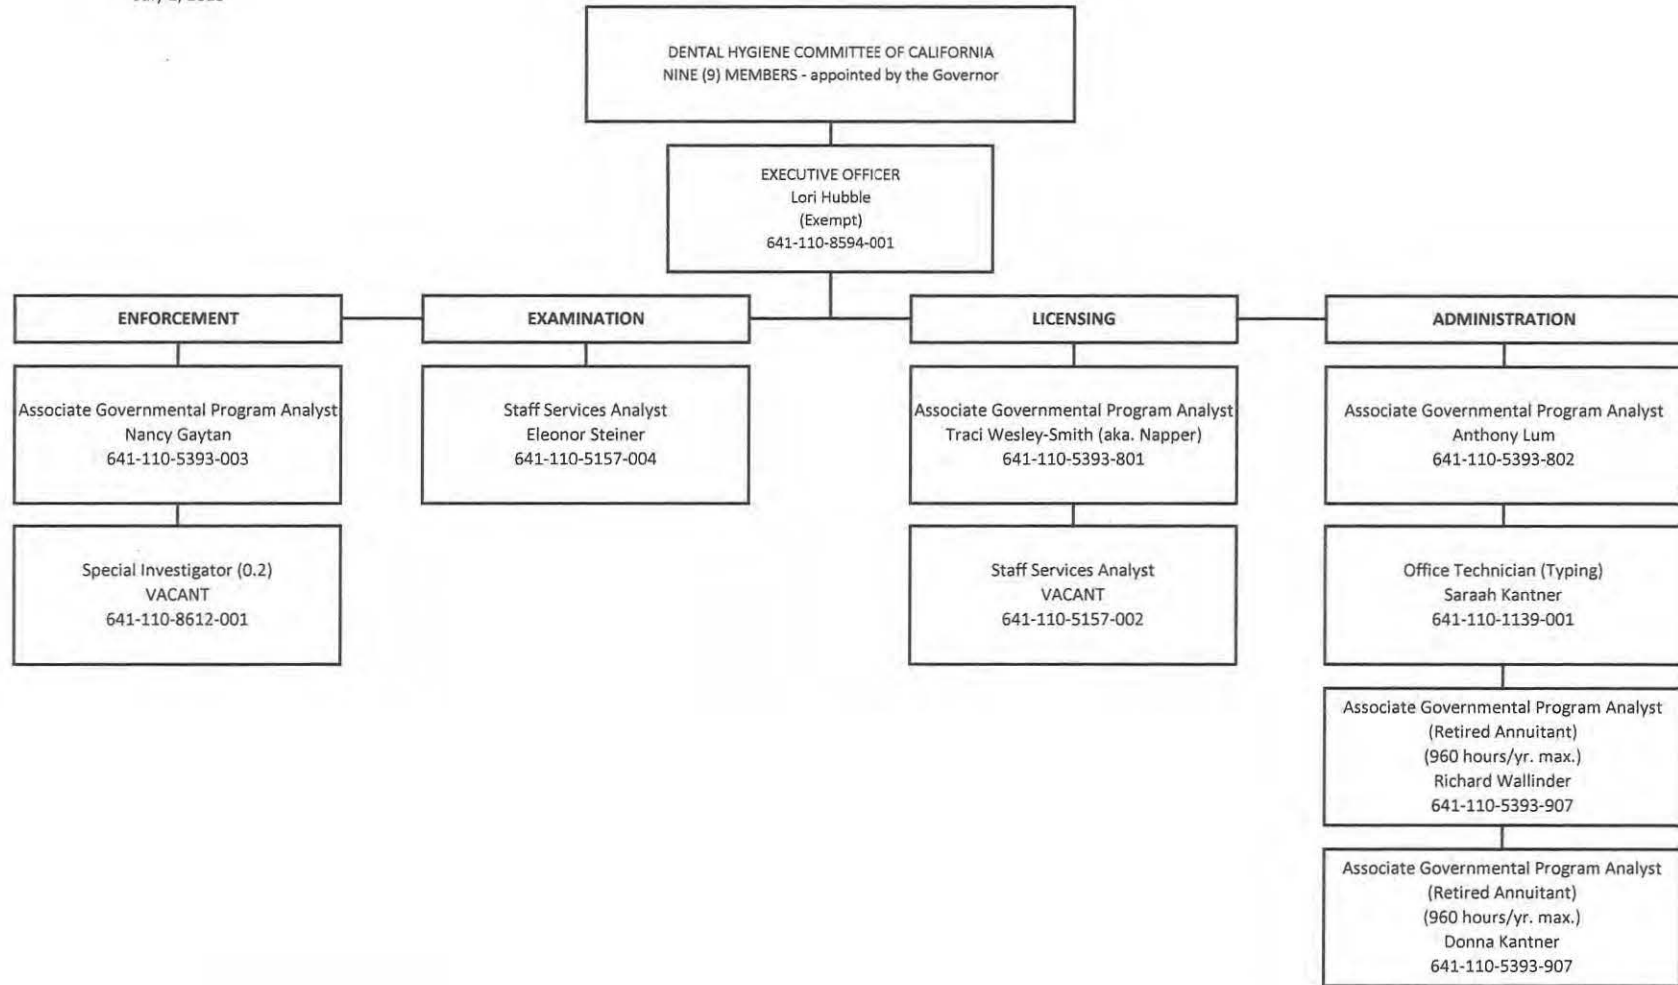 DENTAL HYGIENE COMMITTEE OF CALIFORNIA
NINE (9) MEMBERS - appointed by the Governor
EXECUTIVE OFFICER
Lori Hubble
(Exempt)
641-110-8594-001
ENFORCEMENT
EXAMINATION
LICENSING
ADMINISTRATION
Associate Governmental Program Analyst
Nancy Gaytan
641-110-5393-003
Staff Services Analyst
Eleonor Steiner
641-110-5157-004
Associate Governmental Program Analyst
Traci Wesley-Smith (aka. Napper)
641-110-5393-801
Associate Governmental Program Analyst
Anthony Lum
641-110-5393-802
Special Investigator (0.2)
VACANT
641-110-8612-001
Staff Services Analyst
VACANT
641-110-5157-002
Office Technician (Typing)
Saraah Kantner
641-110-1139-001
Associate Governmental Program Analyst
(Retired Annuitant)
(960 hours/yr. max.)
Richard Wallinder
641-110-5393-907
Associate Governmental Program Analyst
(Retired Annuitant)
(960 hours/yr. max.)
Donna Kantner
641-110-5393-907